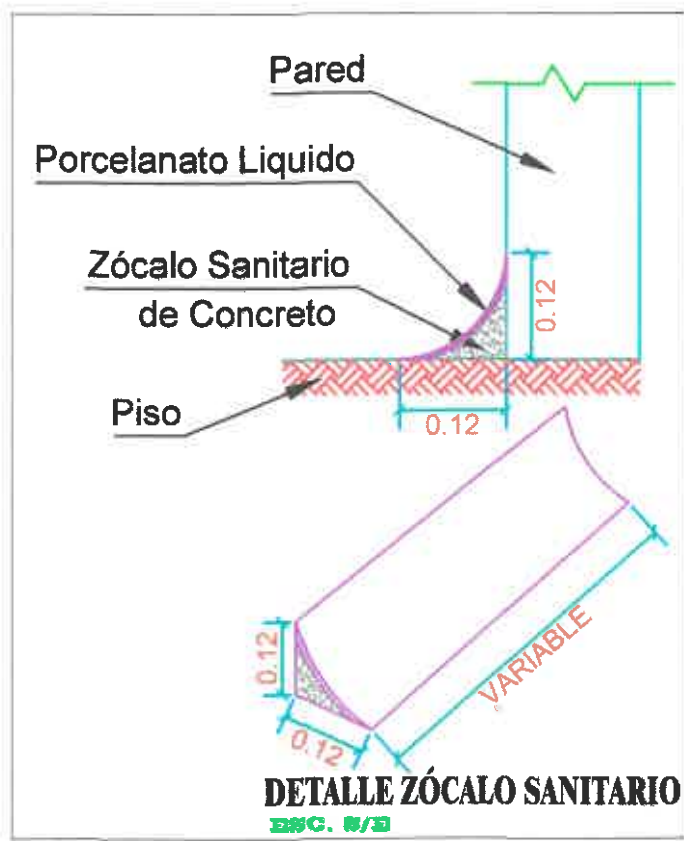 Pared
Porcelanato Liquido
Zócalo Sanitario
de Concreto
0.12
Piso
0.12
0.12
0.12
VARIABLE
DETALLE ZÓCALO SANITARIO
ESC. S/E